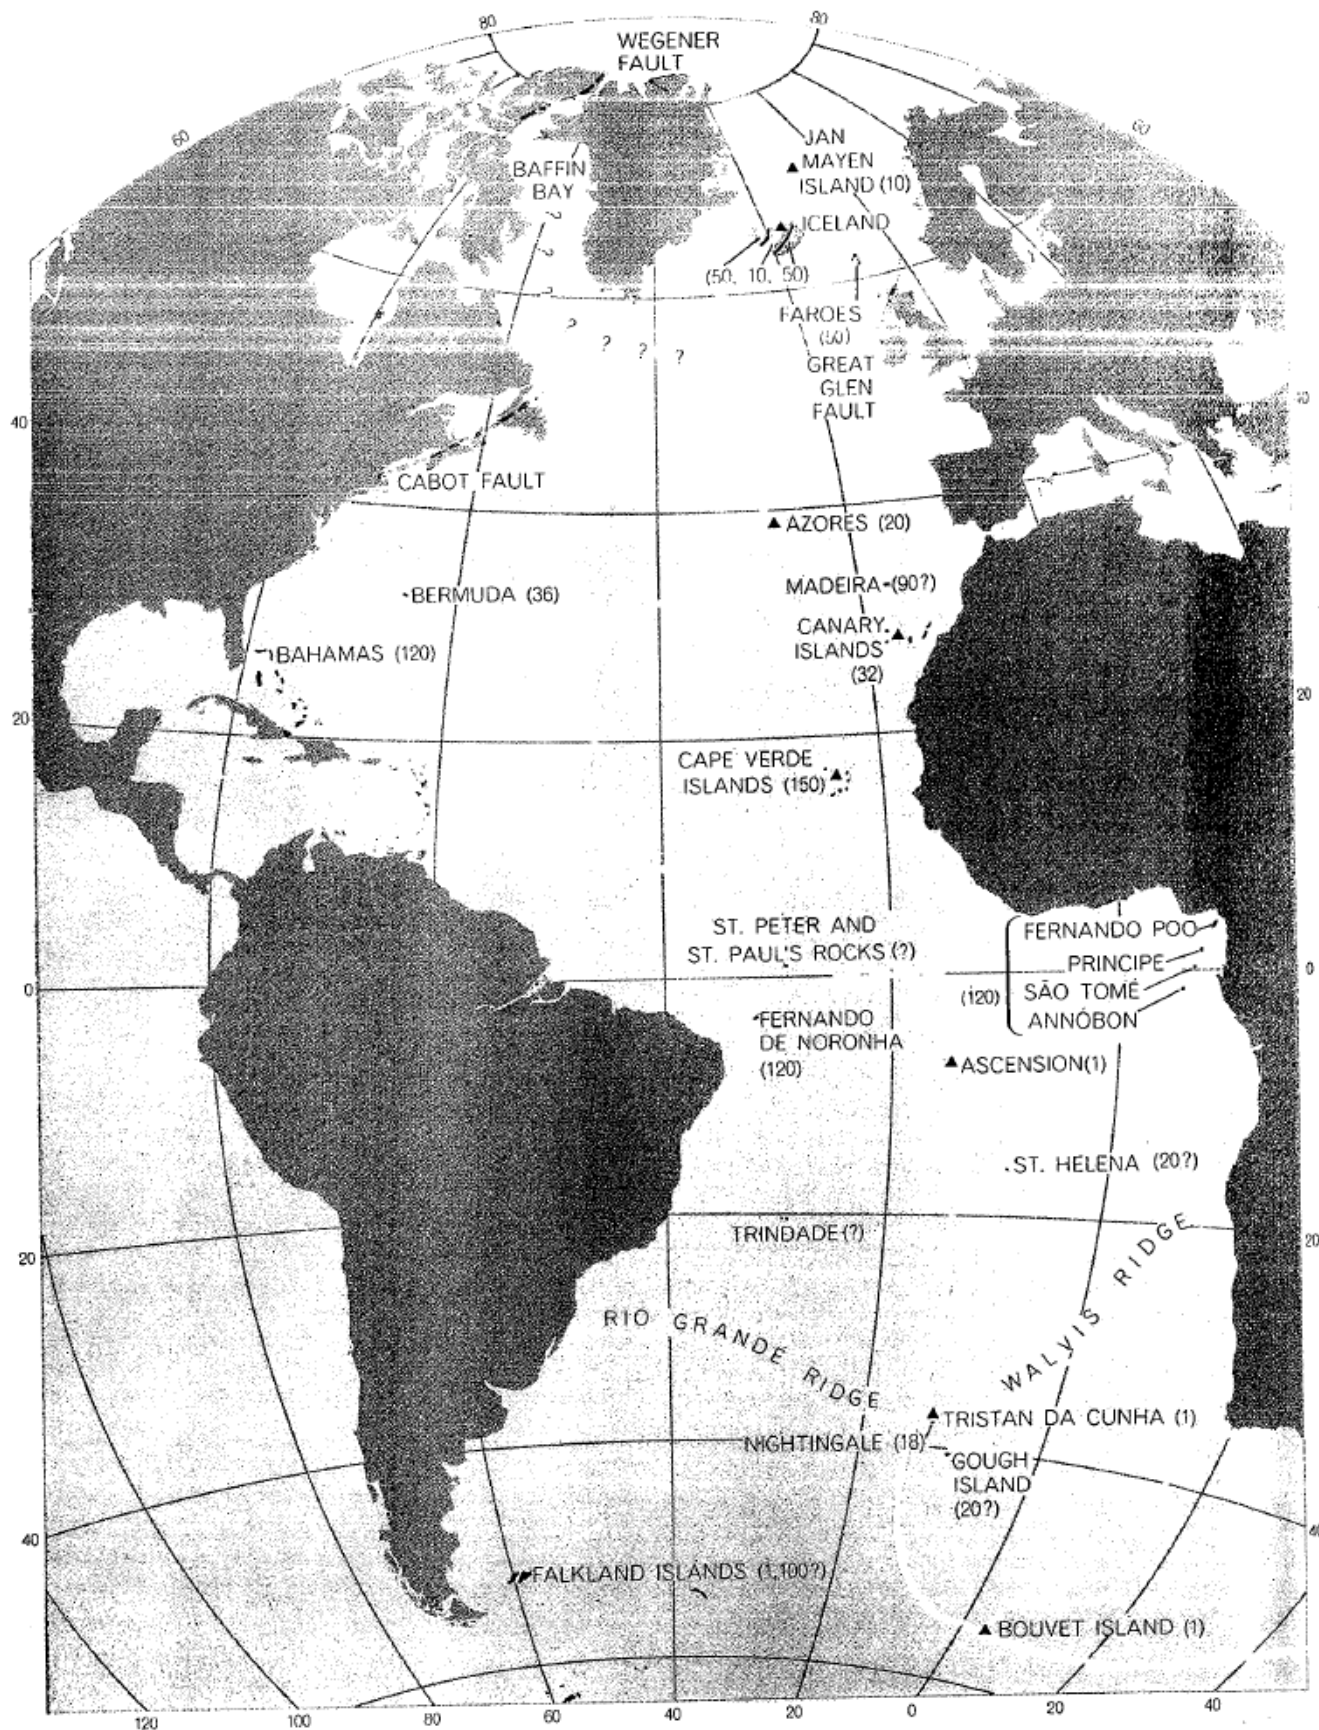 80
80
WEGENER
FAULT
60
60
JAN
MAYEN
ISLAND (10)
BAFFIN
BAY
?
?
?
ICELAND
(50, 10, 50)
FAROES
(50)
?
?
?
?
GREAT
GLEN
FAULT
40
CABOT FAULT
AZORES (20)
BERMUDA (36)
MADEIRA (90?)
CANARY
ISLANDS
(32)
BAHAMAS (120)
20
20
CAPE VERDE
ISLANDS (150)
ST. PETER AND
ST. PAUL'S ROCKS (?)
FERNANDO POO
PRINCIPE
(120)
SÃO TOMÉ
ANNÓBON
0
0
FERNANDO
DE NORONHA
(120)
ASCENSION (1)
ST. HELENA (20?)
TRINDADE (?)
20
20
RIO GRANDE RIDGE
WALVIS RIDGE
TRISTAN DA CUNHA (1)
NIGHTINGALE (18)
GOUGH
ISLAND
(20?)
40
40
FALKLAND ISLANDS (1,100?)
BOUVET ISLAND (1)
120
100
80
60
40
20
0
20
40